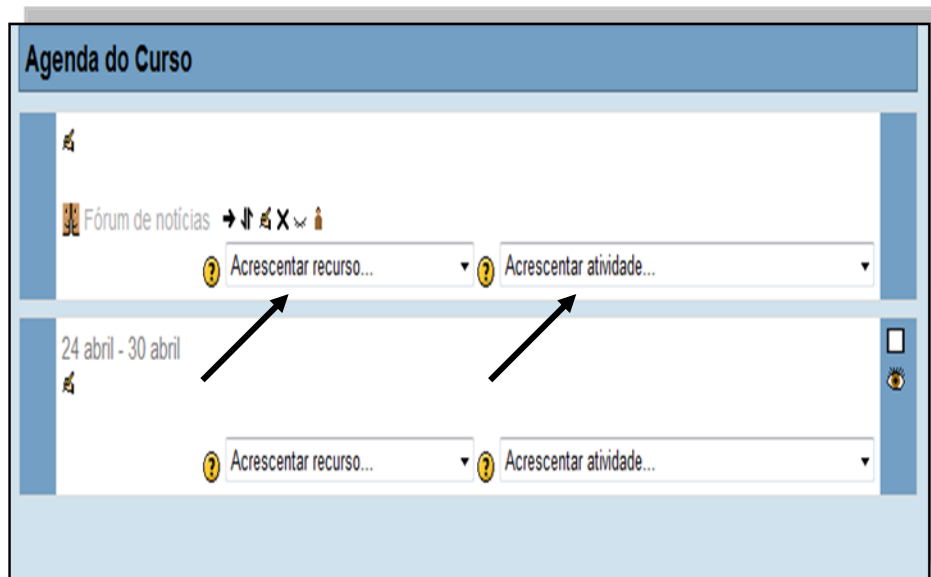 Agenda do Curso
Fórum de notícias
Acrescentar recurso... Acrescentar atividade...
24 abril - 30 abril
Acrescentar recurso... Acrescentar atividade...